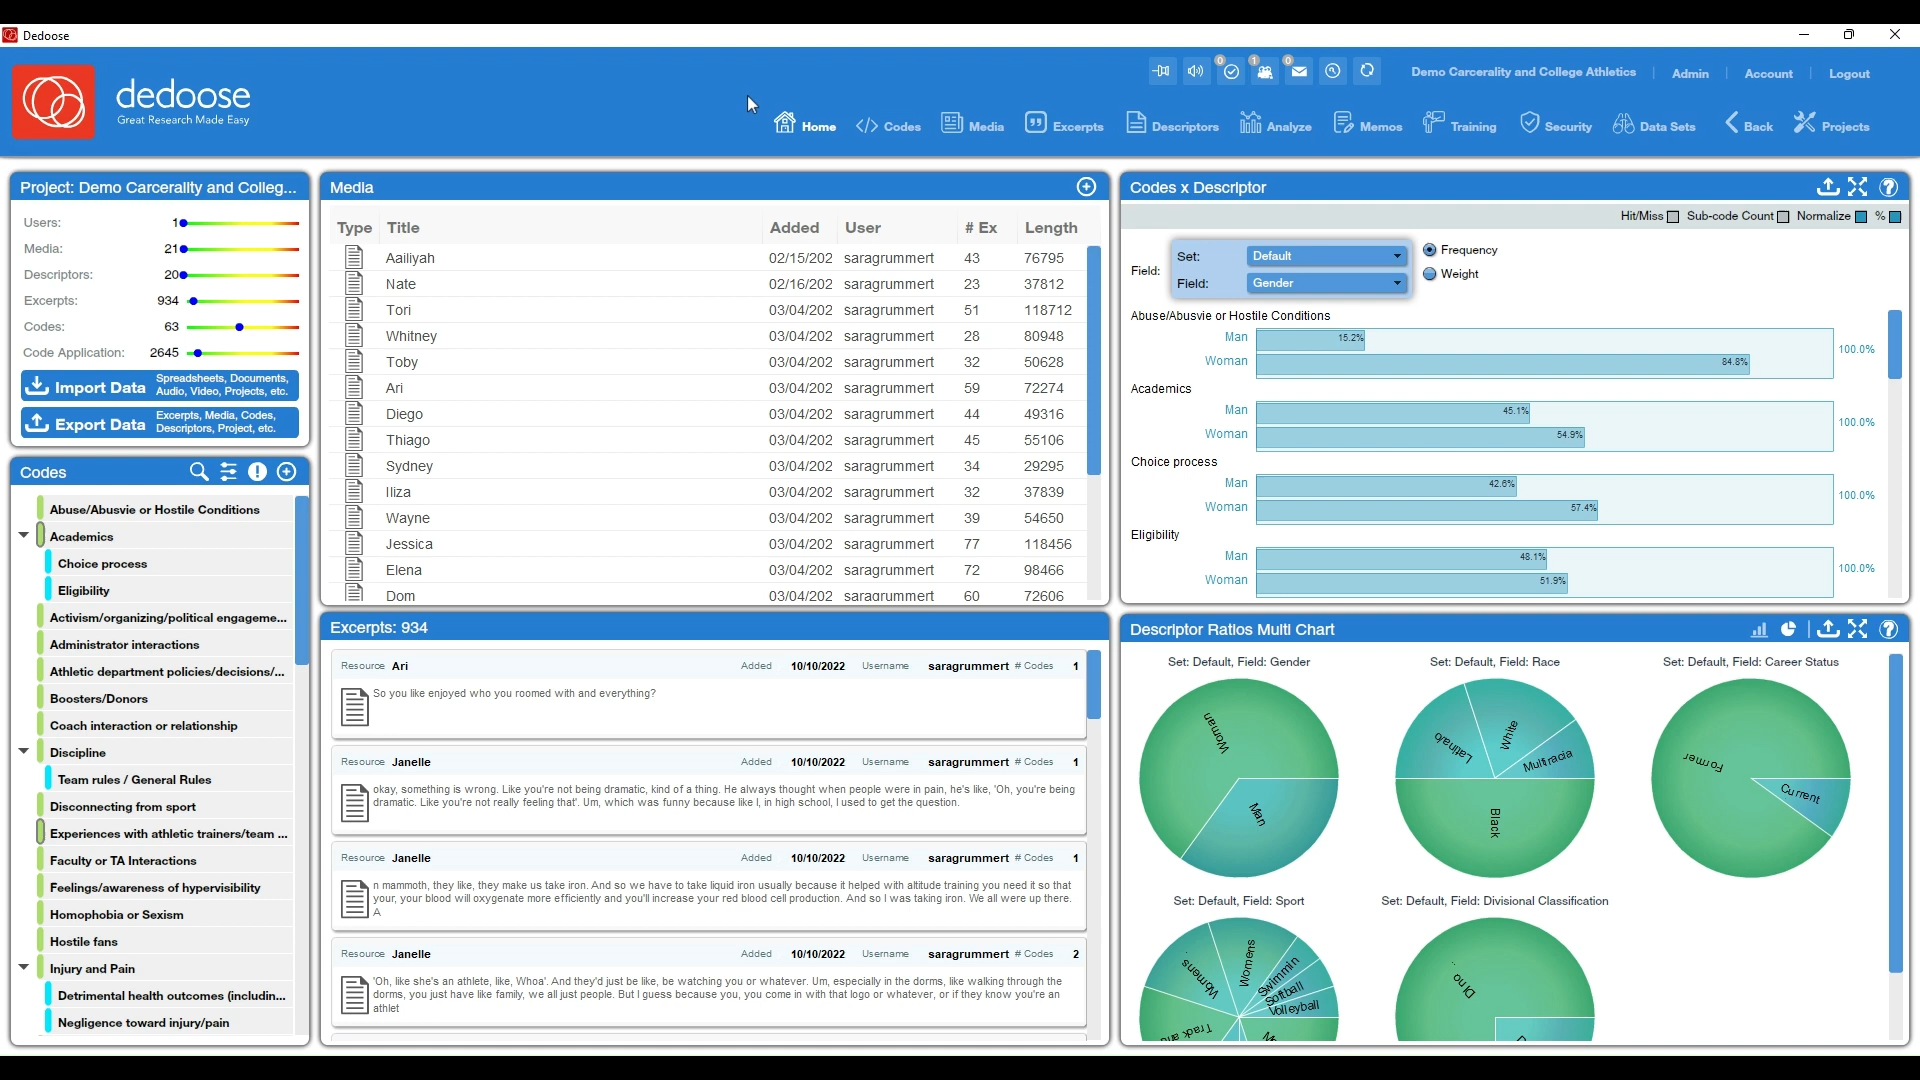 Dedoose
dedoose
Great Research Made Easy
0 1 0
Demo Carcerality and College Athletics | Admin | Account | Logout
Home Codes Media Excerpts Descriptors Analyze Memos Training Security Data Sets Back Projects
Project: Demo Carcerality and Colleg...
Users: 1
Media: 21
Descriptors: 20
Excerpts: 934
Codes: 63
Code Application: 2645
Import Data Spreadsheets, Documents,
Audio, Video, Projects, etc.
Export Data Excerpts, Media, Codes,
Descriptors, Project, etc.
Codes
Abuse/Abusvie or Hostile Conditions
Academics
Choice process
Eligibility
Activism/organizing/political engageme...
Administrator interactions
Athletic department policies/decisions/...
Boosters/Donors
Coach interaction or relationship
Discipline
Team rules / General Rules
Disconnecting from sport
Experiences with athletic trainers/team ...
Faculty or TA Interactions
Feelings/awareness of hypervisibility
Homophobia or Sexism
Hostile fans
Injury and Pain
Detrimental health outcomes (includin...
Negligence toward injury/pain
Media
Type Title Added User # Ex Length
Aailiyah 02/15/202 saragrummert 43 76795
Nate 02/16/202 saragrummert 23 37812
Tori 03/04/202 saragrummert 51 118712
Whitney 03/04/202 saragrummert 28 80948
Toby 03/04/202 saragrummert 32 50628
Ari 03/04/202 saragrummert 59 72274
Diego 03/04/202 saragrummert 44 49316
Thiago 03/04/202 saragrummert 45 55106
Sydney 03/04/202 saragrummert 34 29295
Iliza 03/04/202 saragrummert 32 37839
Wayne 03/04/202 saragrummert 39 54650
Jessica 03/04/202 saragrummert 77 118456
Elena 03/04/202 saragrummert 72 98466
Dom 03/04/202 saragrummert 60 72606
Excerpts: 934
Resource Ari Added 10/10/2022 Username saragrummert # Codes 1
So you like enjoyed who you roomed with and everything?
Resource Janelle Added 10/10/2022 Username saragrummert # Codes 1
okay, something is wrong. Like you're not being dramatic, kind of a thing. He always thought when people were in pain, he's like, 'Oh, you're being
dramatic. Like you're not really feeling that'. Um, which was funny because like I, in high school, I used to get the question.
Resource Janelle Added 10/10/2022 Username saragrummert # Codes 1
n mammoth, they like, they make us take iron. And so we have to take liquid iron usually because it helped with altitude training you need it so that
your, your blood will oxygenate more efficiently and you'll increase your red blood cell production. And so I was taking iron. We all were up there.
A
Resource Janelle Added 10/10/2022 Username saragrummert # Codes 2
'Oh, like she's an athlete, like, Whoa'. And they'd just be like, be watching you or whatever. Um, especially in the dorms, like walking through the
dorms, you just have like family, we all just people. But I guess because you, you come in with that logo or whatever, or if they know you're an
athlet
Codes x Descriptor
Hit/Miss Sub-code Count Normalize %
Field: Set: Default
Field: Gender
Frequency
Weight
Abuse/Abusvie or Hostile Conditions
Man 15.2%
Woman 84.8%
100.0%
Academics
Man 45.1%
Woman 54.9%
100.0%
Choice process
Man 42.6%
Woman 57.4%
100.0%
Eligibility
Man 48.1%
Woman 51.9%
100.0%
Descriptor Ratios Multi Chart
Set: Default, Field: Gender
Woman
Man
Set: Default, Field: Race
Latina/o
White
Multiracia
Black
Set: Default, Field: Career Status
Former
Current
Set: Default, Field: Sport
Womens
Womens
Swimmin
Softball
Volleyball
Track and
Set: Default, Field: Divisional Classification
DI no